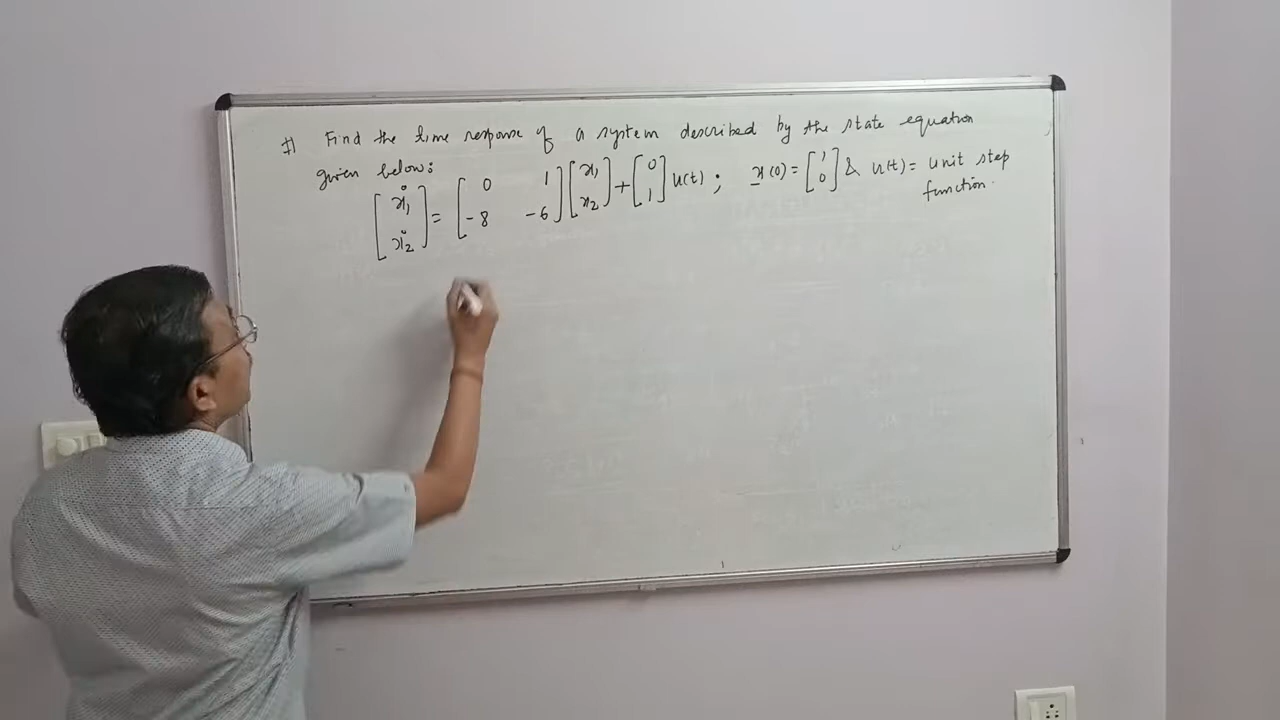 #) Find the time response of a system described by the state equation
given below:
[ẋ₁ ẋ₂] = [0 1 -8 -6] [x₁ x₂] + [0 1] u(t) ; x(0) = [1 0] & u(t) = unit step
function.